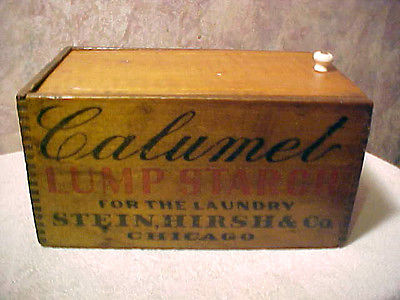 Calumet
LUMP STARCH
FOR THE LAUNDRY
STEIN, HIRSH & Co.
CHICAGO